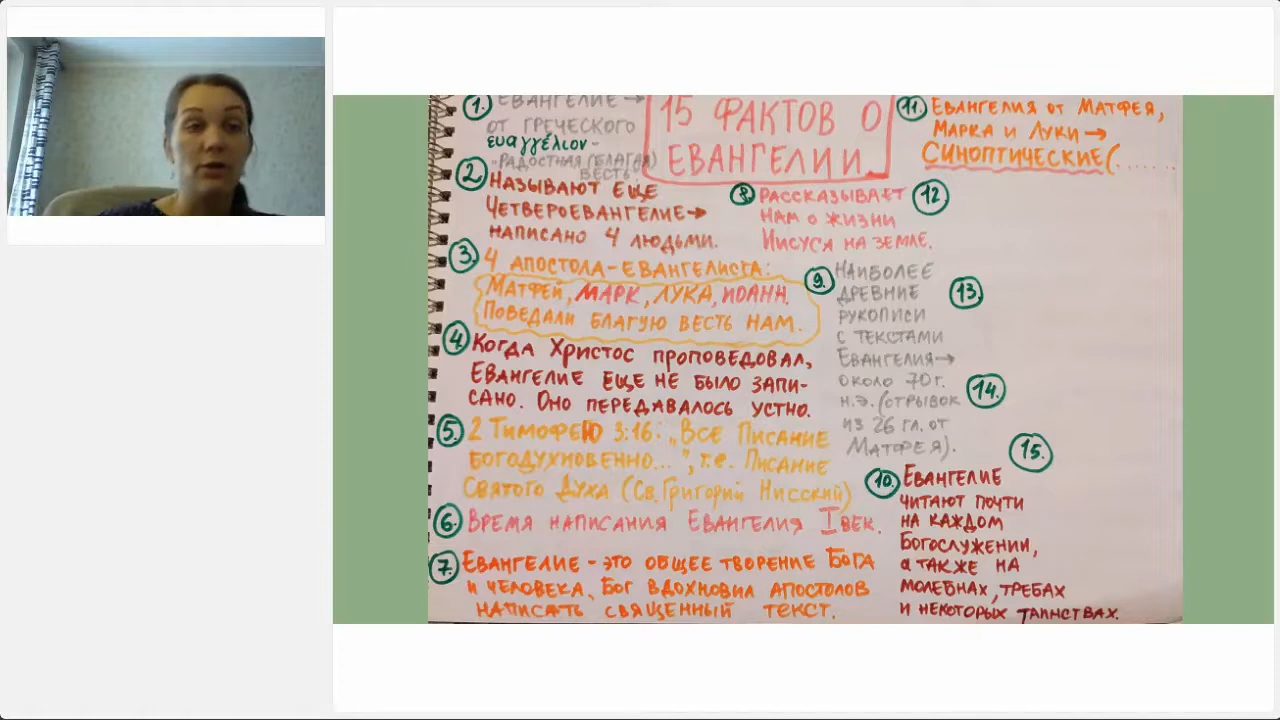 15 ФАКТОВ О
ЕВАНГЕЛИИ
1. ЕВАНГЕЛИЕ →
ОТ ГРЕЧЕСКОГО
ευαγγέλιον -
"РАДОСТНАЯ (БЛАГАЯ)
ВЕСТЬ"
2. НАЗЫВАЮТ ЕЩЕ
ЧЕТВЕРОЕВАНГЕЛИЕ →
НАПИСАНО 4 ЛЮДЬМИ.
3. 4 АПОСТОЛА-ЕВАНГЕЛИСТА:
МАТФЕЙ, МАРК, ЛУКА, ИОАНН.
ПОВЕДАЛИ БЛАГУЮ ВЕСТЬ НАМ.
4. КОГДА ХРИСТОС ПРОПОВЕДОВАЛ,
ЕВАНГЕЛИЕ ЕЩЕ НЕ БЫЛО ЗАПИ-
САНО. ОНО ПЕРЕДАВАЛОСЬ УСТНО.
5. 2 ТИМОФЕЮ 3:16: „ВСЕ ПИСАНИЕ
БОГОДУХНОВЕННО...", т.е. ПИСАНИЕ
СВЯТОГО ДУХА (СВ. ГРИГОРИЙ НИССКИЙ)
6. ВРЕМЯ НАПИСАНИЯ ЕВАНГЕЛИЯ I ВЕК.
7. ЕВАНГЕЛИЕ - ЭТО ОБЩЕЕ ТВОРЕНИЕ БОГА
И ЧЕЛОВЕКА. БОГ ВДОХНОВИЛ АПОСТОЛОВ
НАПИСАТЬ СВЯЩЕННЫЙ ТЕКСТ.
8. РАССКАЗЫВАЕТ
НАМ О ЖИЗНИ
ИИСУСА НА ЗЕМЛЕ.
9. НАИБОЛЕЕ
ДРЕВНИЕ
РУКОПИСИ
С ТЕКСТАМИ
ЕВАНГЕЛИЯ →
ОКОЛО 70 Г.
Н.Э. (ОТРЫВОК
ИЗ 26 ГЛ. ОТ
МАТФЕЯ).
10. ЕВАНГЕЛИЕ
ЧИТАЮТ ПОЧТИ
НА КАЖДОМ
БОГОСЛУЖЕНИИ,
а ТАКЖЕ НА
МОЛЕБНАХ, ТРЕБАХ
И НЕКОТОРЫХ ТАИНСТВАХ.
11. ЕВАНГЕЛИЯ ОТ МАТФЕЯ,
МАРКА И ЛУКИ →
СИНОПТИЧЕСКИЕ (.......
12
13.
14.
15.